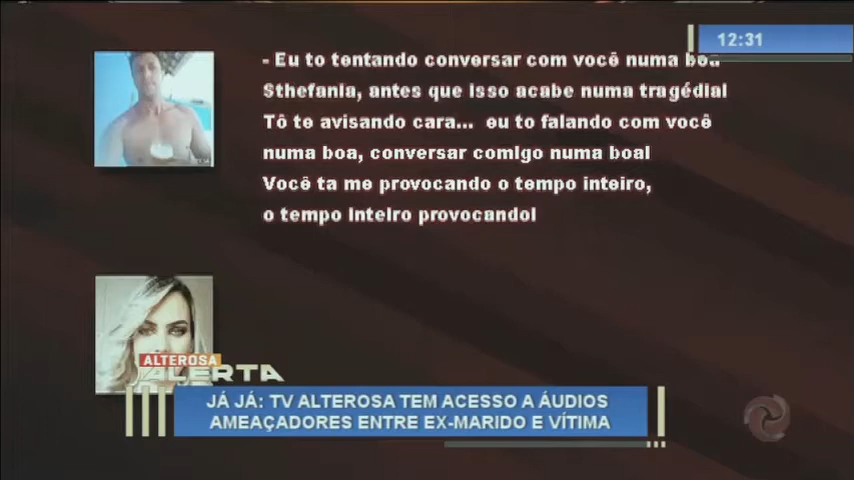 12:31
- Eu to tentando conversar com você numa boa
Sthefania, antes que isso acabe numa tragédia!
Tô te avisando cara... eu to falando com você
numa boa, conversar comigo numa boa!
Você ta me provocando o tempo inteiro,
o tempo inteiro provocando!
ALTEROSA
ALERTA
JÁ JÁ: TV ALTEROSA TEM ACESSO A ÁUDIOS
AMEAÇADORES ENTRE EX-MARIDO E VÍTIMA